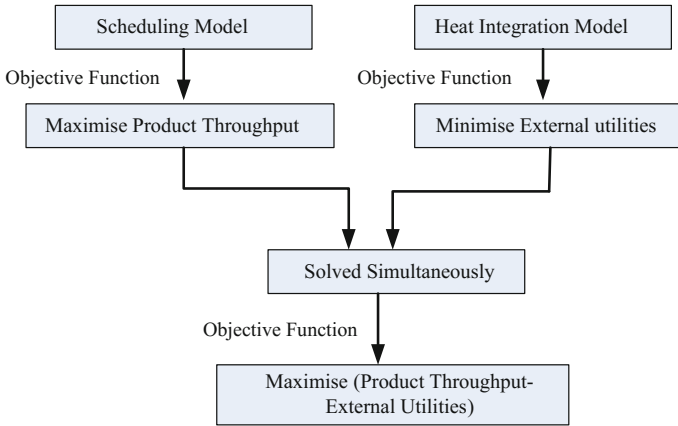 Scheduling Model
Heat Integration Model
Objective Function
Objective Function
Maximise Product Throughput
Minimise External utilities
Solved Simultaneously
Objective Function
Maximise (Product Throughput-
External Utilities)